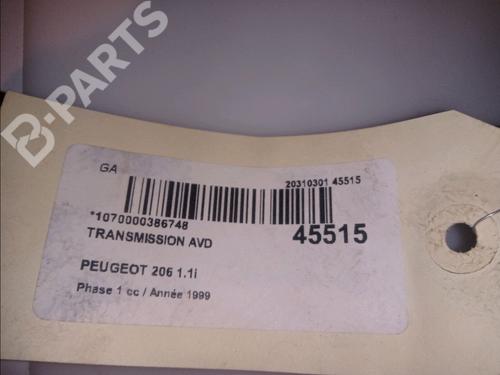 B-PARTS
GA
20310301 45515
*1070000386748
TRANSMISSION AVD
45515
PEUGEOT 206 1.1i
Phase 1 cc / Année 1999